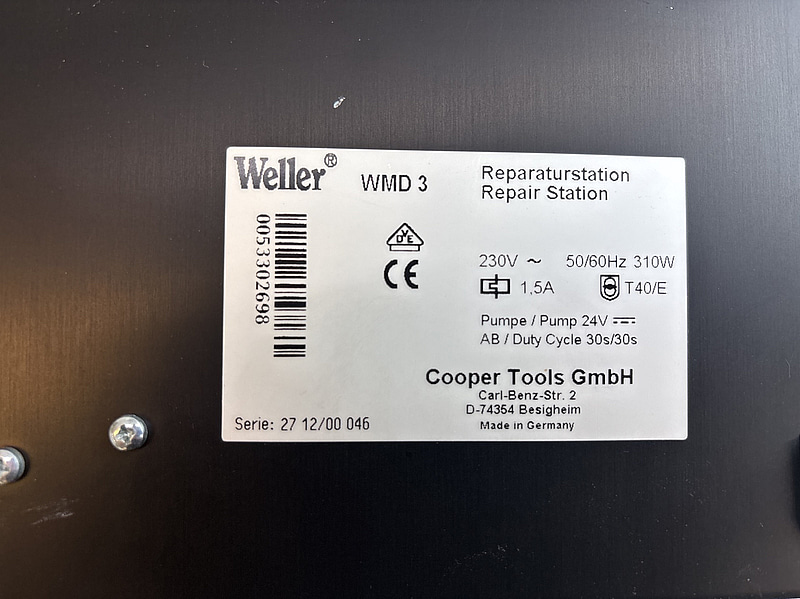 Weller®
WMD 3
Reparaturstation
Repair Station
0053302698
VDE
CE
230V ~ 50/60Hz 310W
1,5A T40/E
Pumpe / Pump 24V
AB / Duty Cycle 30s/30s
Cooper Tools GmbH
Carl-Benz-Str. 2
D-74354 Besigheim
Made in Germany
Serie: 27 12/00 046